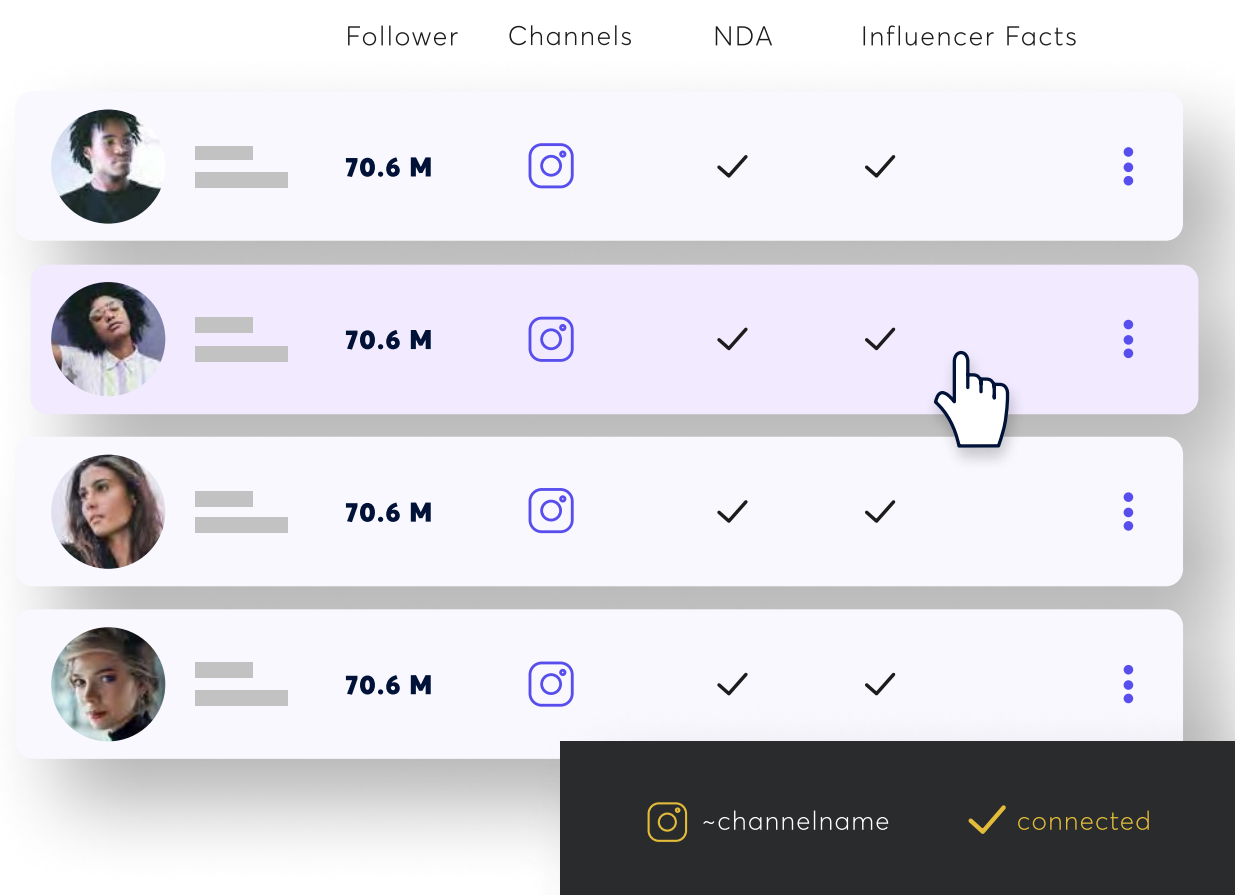 Follower Channels NDA Influencer Facts
70.6 M
70.6 M
70.6 M
70.6 M
~channelname connected